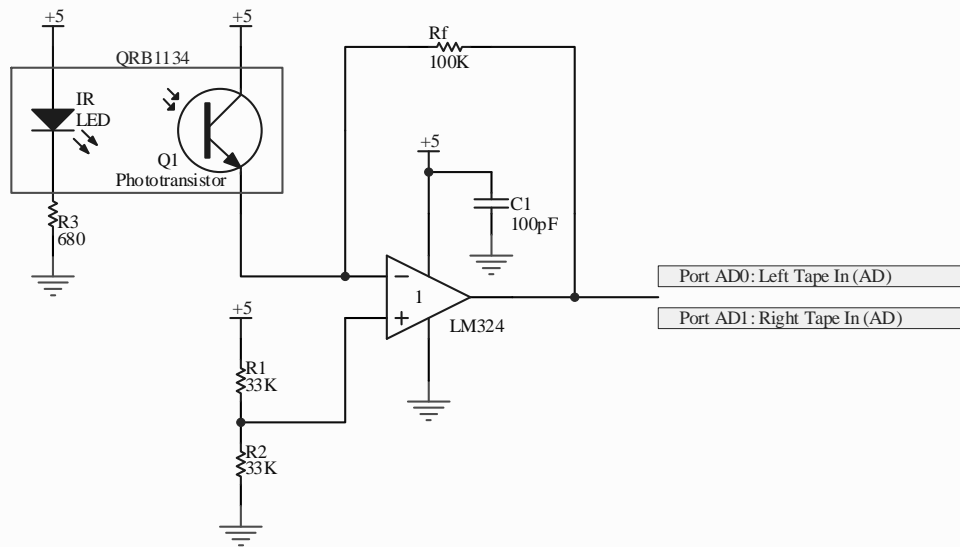 +5
+5
Rf
100K
QRB1134
IR
LED
Q1
Phototransistor
+5
R3
680
C1
100pF
1
LM324
Port AD0: Left Tape In (AD)
Port AD1: Right Tape In (AD)
+5
R1
33K
R2
33K